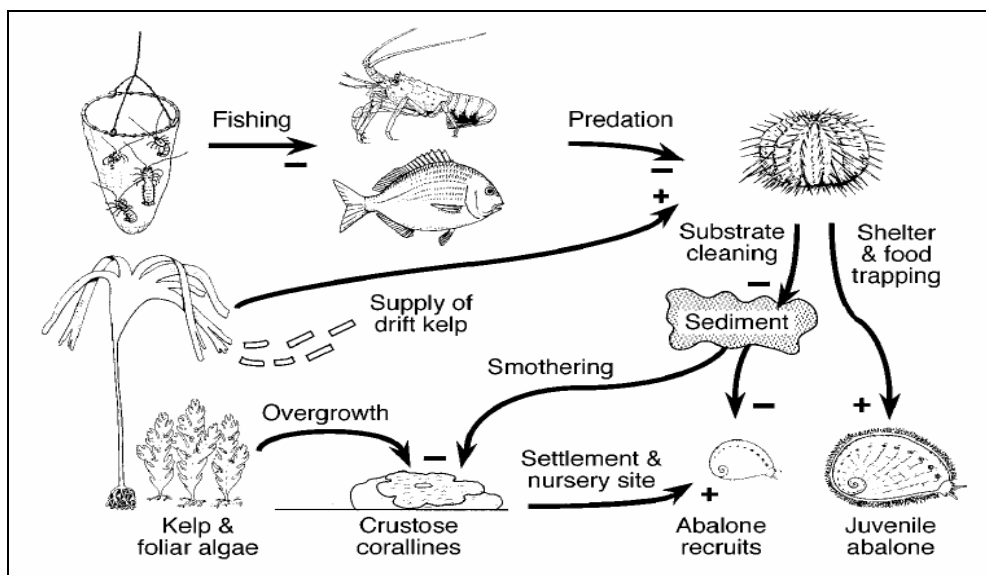 Fishing
−
Predation
−
+
Substrate
cleaning
−
Shelter
& food
trapping
Supply of
drift kelp
Sediment
Smothering
−
+
Overgrowth
−
Settlement &
nursery site
+
Kelp &
foliar algae
Crustose
corallines
Abalone
recruits
Juvenile
abalone